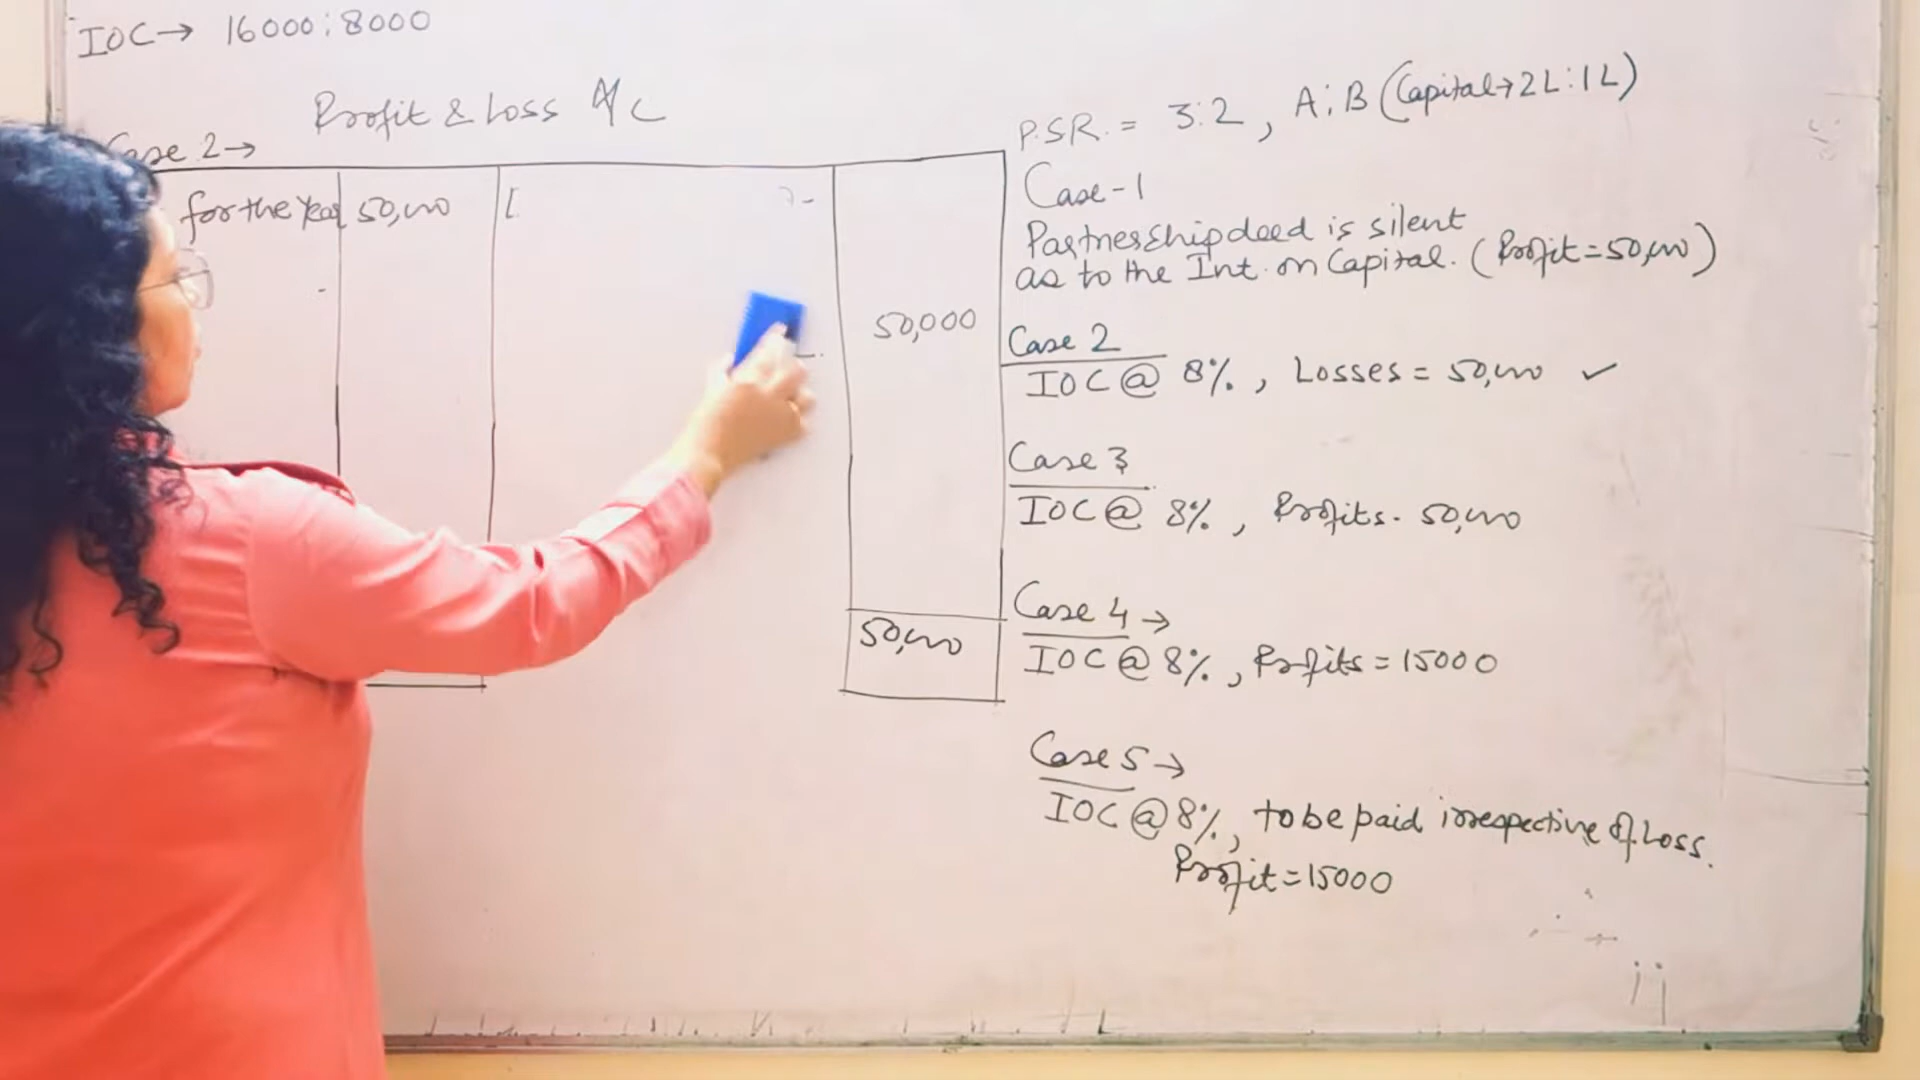 IOC→ 16000:8000
Profit & Loss A/C
Case 2→
for the Year 50,000
50,000
50,000
P.S.R. = 3:2, A:B (Capital→2L:1L)
Case-1
Partnership deed is silent
as to the Int. on Capital. (Profit=50,000)
Case 2
IOC@ 8%, Losses = 50,000 ✓
Case 3
IOC@ 8%, Profits- 50,000
Case 4→
IOC@8%, Profits=15000
Case 5→
IOC@8%, to be paid irrespective of Loss.
Profit=15000